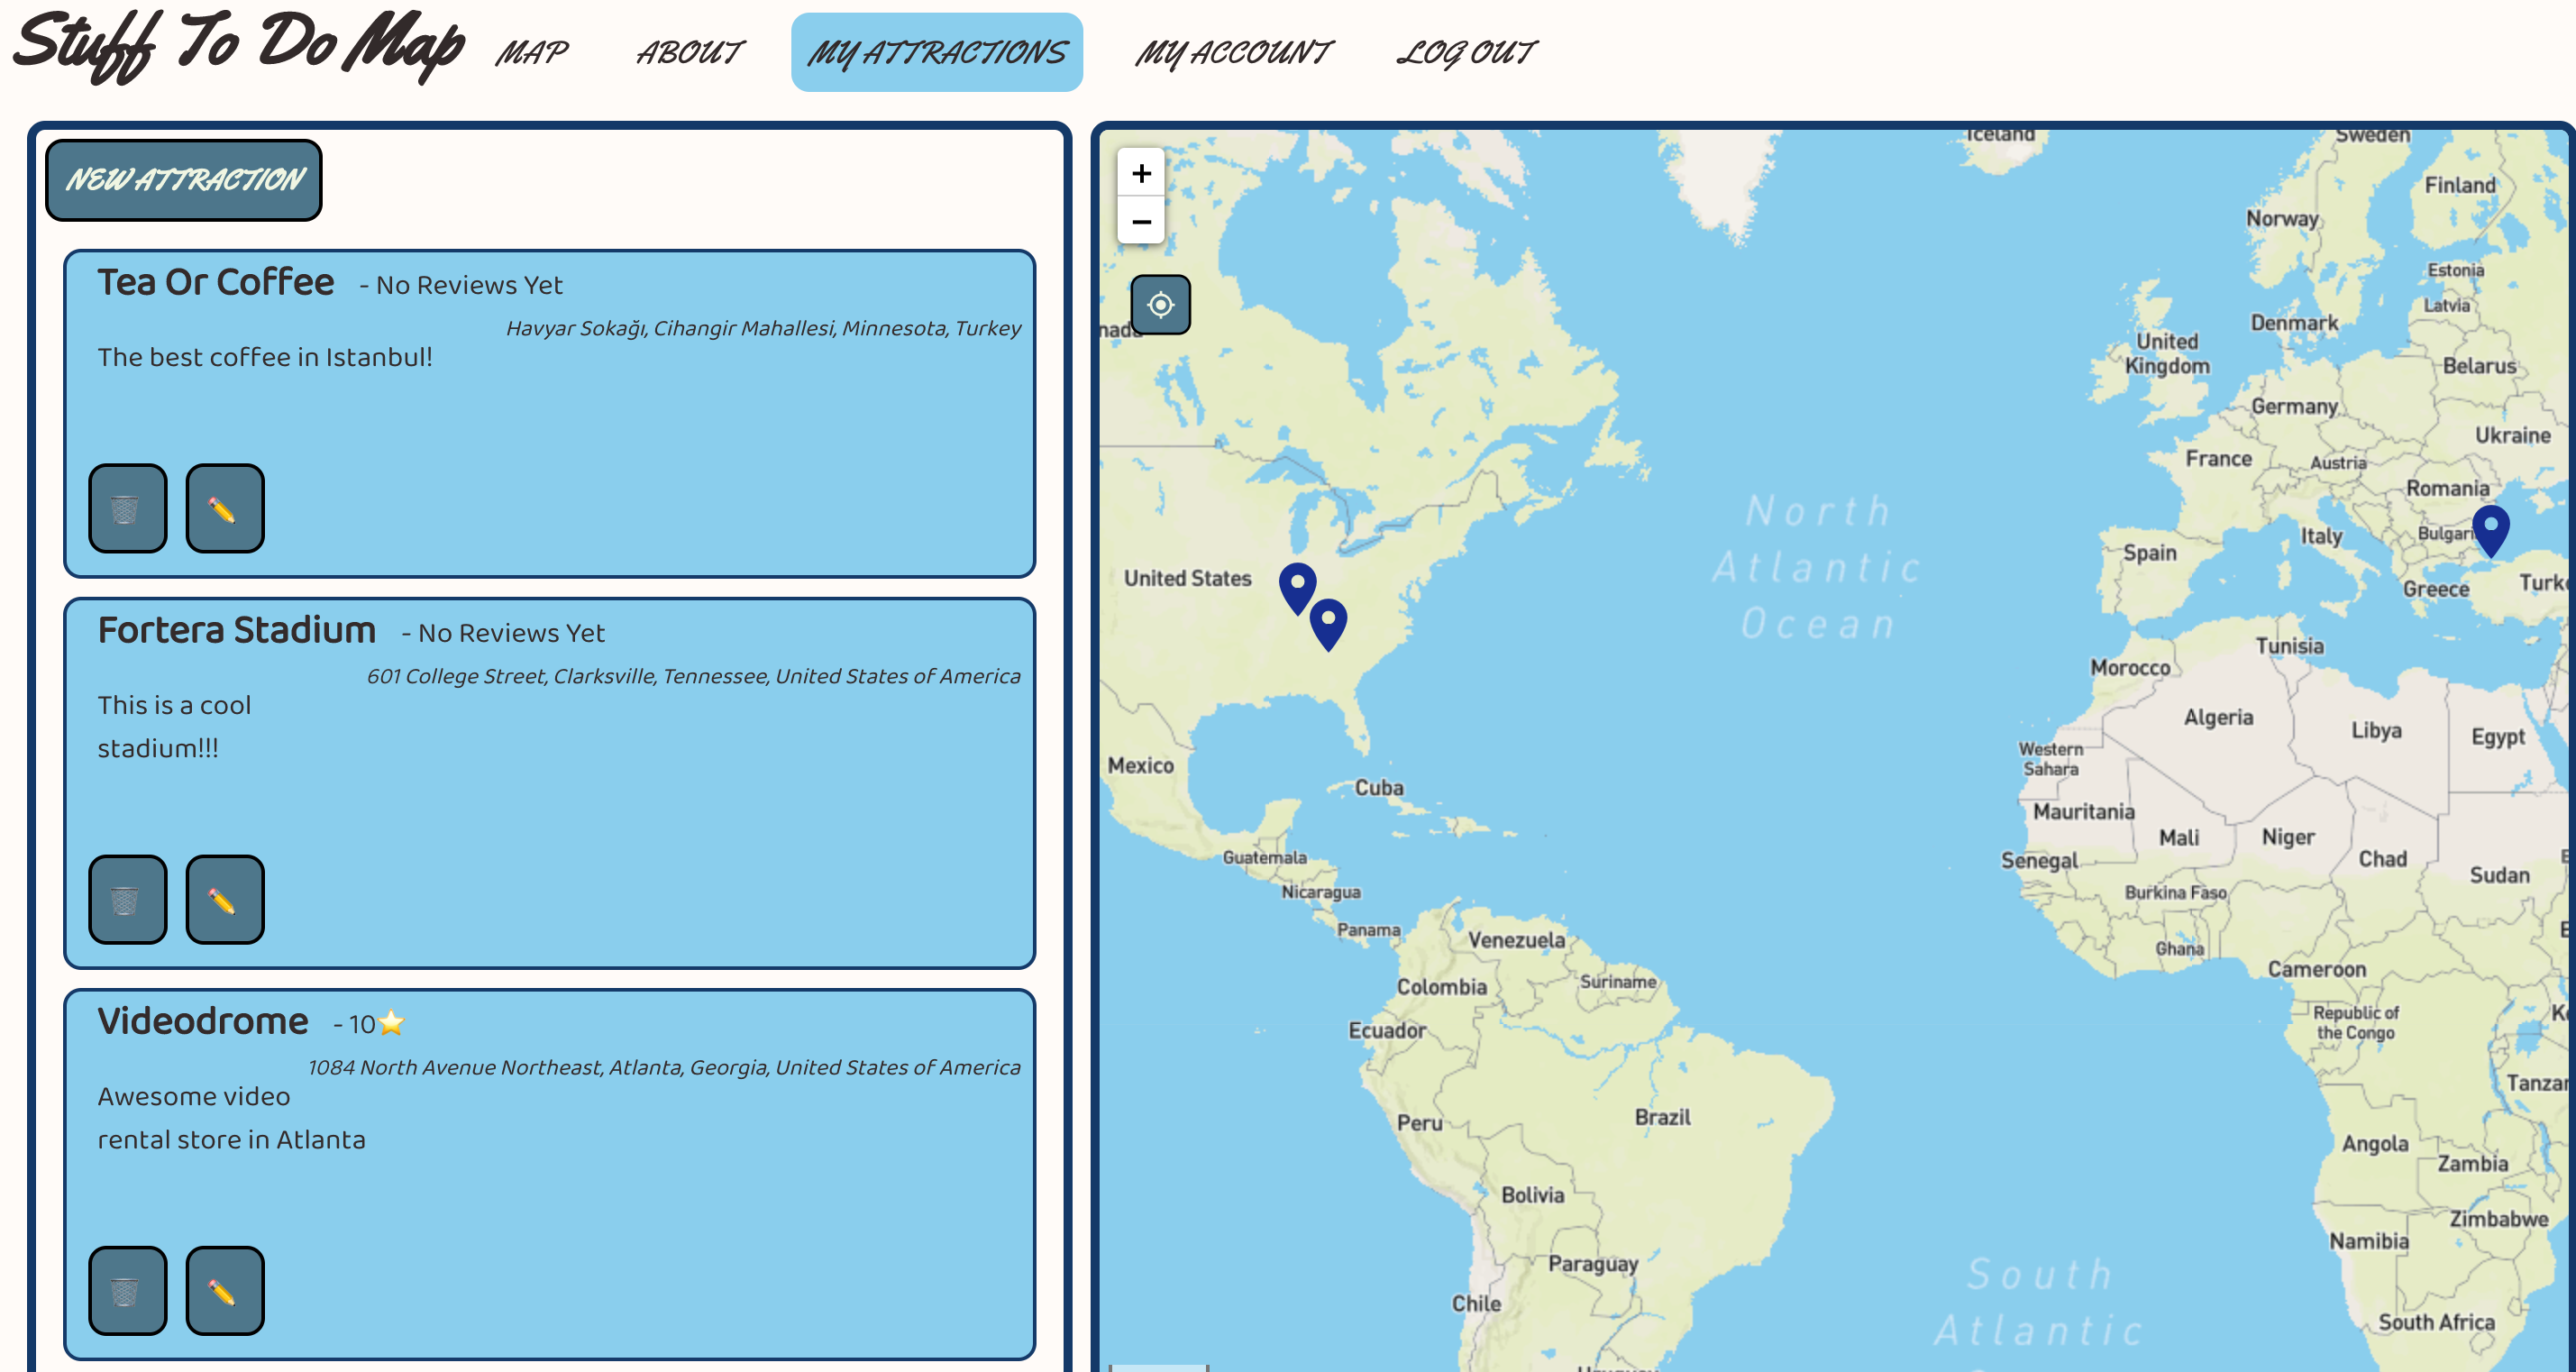 Stuff To Do Map
MAP
ABOUT
MY ATTRACTIONS
MY ACCOUNT
LOG OUT
NEW ATTRACTION
Tea Or Coffee - No Reviews Yet
Havyar Sokağı, Cihangir Mahallesi, Minnesota, Turkey
The best coffee in Istanbul!
Fortera Stadium - No Reviews Yet
601 College Street, Clarksville, Tennessee, United States of America
This is a cool
stadium!!!
Videodrome - 10⭐
1084 North Avenue Northeast, Atlanta, Georgia, United States of America
Awesome video
rental store in Atlanta
+
−
Iceland
Sweden
Finland
Norway
Estonia
Latvia
Denmark
United
Kingdom
Belarus
Germany
Ukraine
France
Austria
Romania
Bulgari
Italy
Spain
Greece
Turk
nada
United States
North
Atlantic
Ocean
Mexico
Cuba
Guatemala
Nicaragua
Panama
Venezuela
Colombia
Suriname
Ecuador
Peru
Brazil
Bolivia
Paraguay
Chile
Tunisia
Morocco
Algeria
Libya
Egypt
Western
Sahara
Mauritania
Mali
Niger
Chad
Sudan
Senegal
Burkina Faso
Ghana
Cameroon
Republic of
the Congo
Tanzan
Angola
Zambia
Zimbabwe
Namibia
South Africa
South
Atlantic